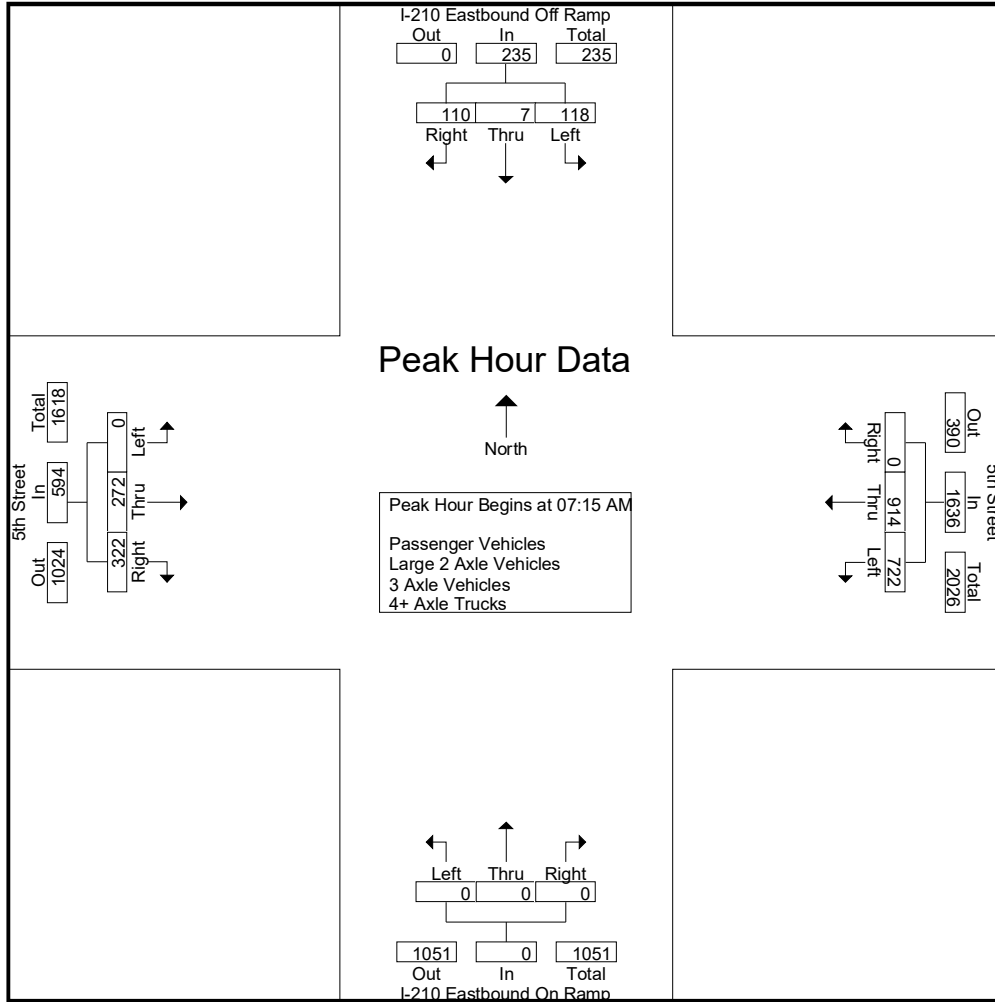 I-210 Eastbound Off Ramp
Out In Total
0 235 235
110 7 118
Right Thru Left
Peak Hour Data
North
Peak Hour Begins at 07:15 AM
Passenger Vehicles
Large 2 Axle Vehicles
3 Axle Vehicles
4+ Axle Trucks
5th Street
Out In Total
1024 594 1618
Right Thru Left
322 272 0
5th Street
Out In Total
390 1636 2026
Right Thru Left
0 914 722
Left Thru Right
0 0 0
1051 0 1051
Out In Total
I-210 Eastbound On Ramp